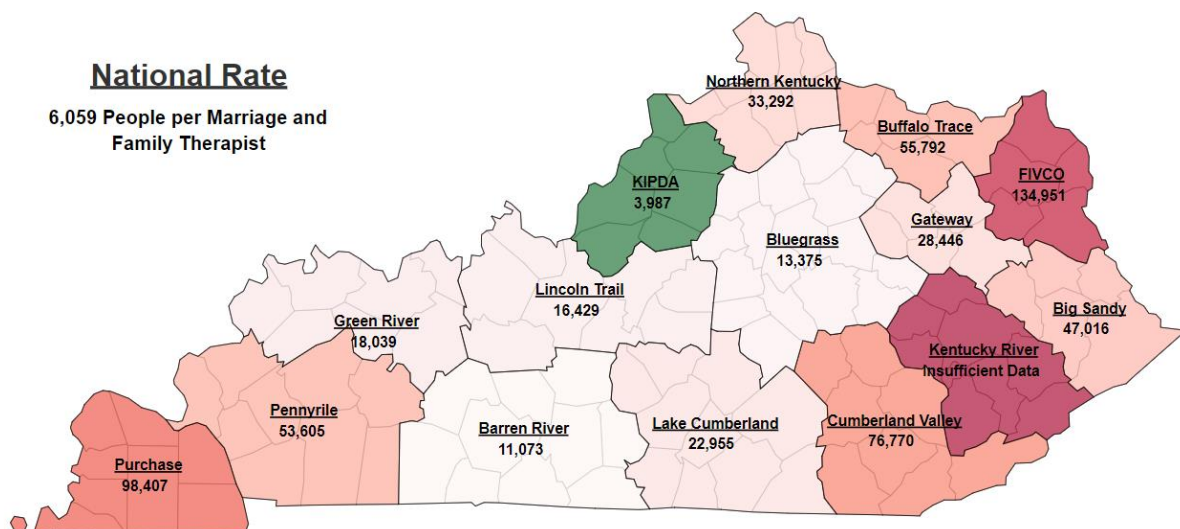 National Rate
6,059 People per Marriage and
Family Therapist
Northern Kentucky
33,292
Buffalo Trace
55,792
FIVCO
134,951
KIPDA
3,987
Gateway
28,446
Bluegrass
13,375
Lincoln Trail
16,429
Big Sandy
47,016
Green River
18,039
Kentucky River
Insufficient Data
Pennyrile
53,605
Barren River
11,073
Lake Cumberland
22,955
Cumberland Valley
76,770
Purchase
98,407